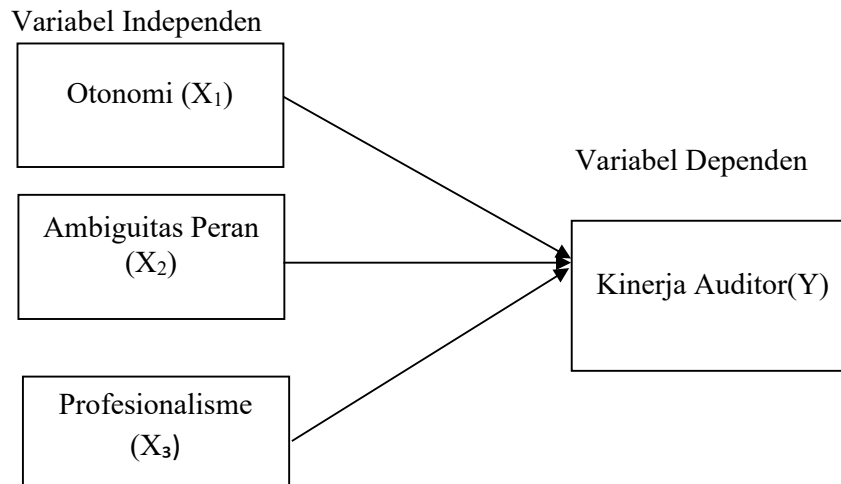 Variabel Independen
Otonomi (X₁)
Variabel Dependen
Ambiguitas Peran
(X₂)
Kinerja Auditor(Y)
Profesionalisme
(X₃)